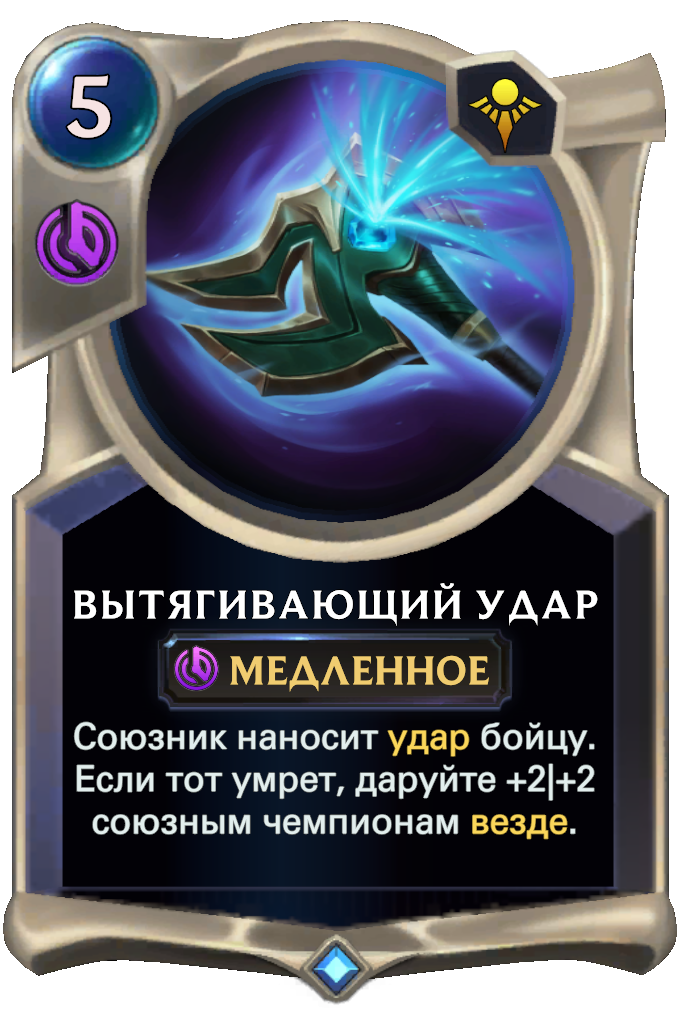 5
ВЫТЯГИВАЮЩИЙ УДАР
МЕДЛЕННОЕ
Союзник наносит удар бойцу.
Если тот умрет, даруйте +2|+2
союзным чемпионам везде.